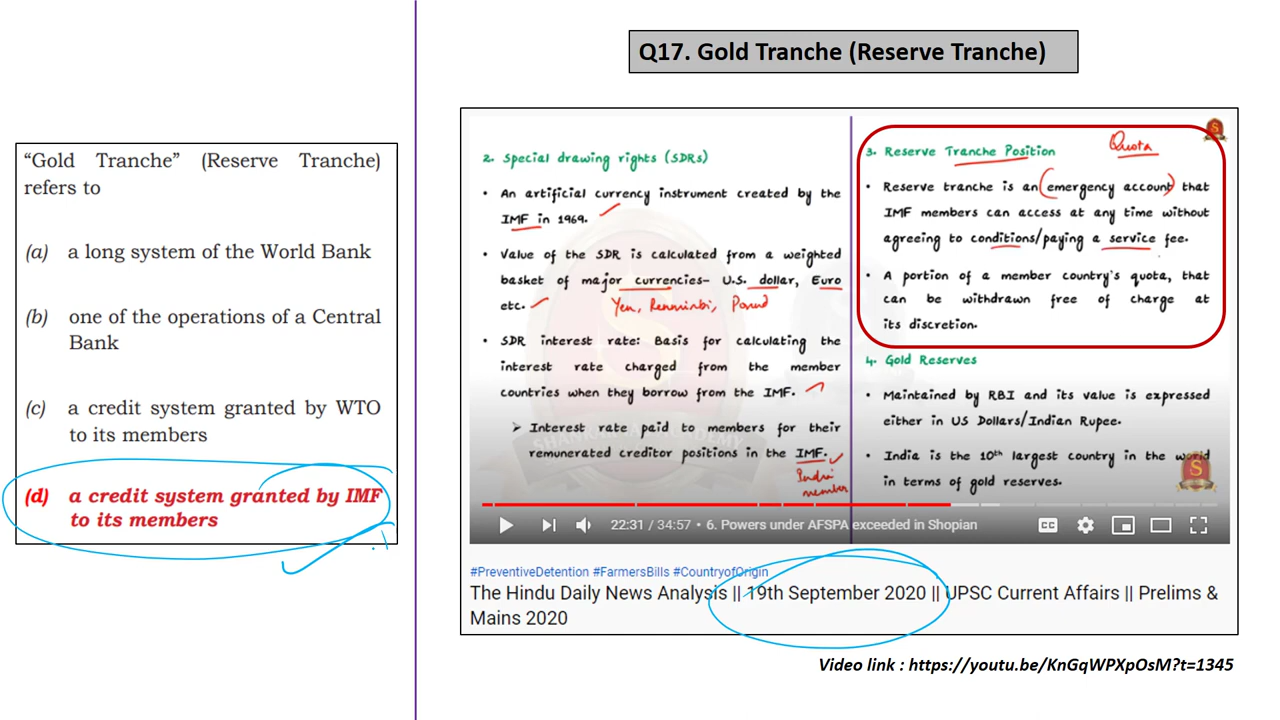 Q17. Gold Tranche (Reserve Tranche)
“Gold Tranche” (Reserve Tranche)
refers to
(a) a long system of the World Bank
(b) one of the operations of a Central
Bank
(c) a credit system granted by WTO
to its members
(d) a credit system granted by IMF
to its members
2. Special drawing rights (SDRs)
• An artificial currency instrument created by the
IMF in 1969.
• Value of the SDR is calculated from a weighted
basket of major currencies– U.S. dollar, Euro
etc. Yen, Renminbi, Pound
• SDR interest rate: Basis for calculating the
interest rate charged from the member
countries when they borrow from the IMF.
➢ Interest rate paid to members for their
remunerated creditor positions in the IMF.
India
member
3. Reserve Tranche Position Quota
• Reserve tranche is an (emergency account) that
IMF members can access at any time without
agreeing to conditions/paying a service fee.
• A portion of a member country's quota, that
can be withdrawn free of charge at
its discretion.
4. Gold Reserves
• Maintained by RBI and its value is expressed
either in US Dollars/Indian Rupee.
• India is the 10th largest country in the world
in terms of gold reserves.
SHANKAR IAS ACADEMY
22:31 / 34:57 • 6. Powers under AFSPA exceeded in Shopian
CC
#PreventiveDetention #FarmersBills #CountryofOrigin
The Hindu Daily News Analysis || 19th September 2020 || UPSC Current Affairs || Prelims &
Mains 2020
Video link : https://youtu.be/KnGqWPXpOsM?t=1345